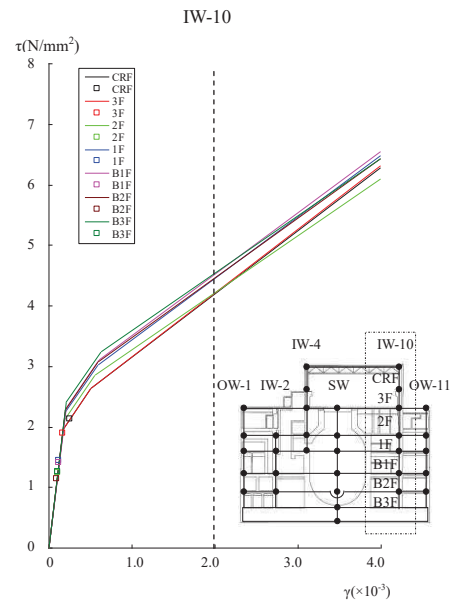 IW-10
τ(N/mm²)
8
7
6
5
4
3
2
1
0
CRF
CRF
3F
3F
2F
2F
1F
1F
B1F
B1F
B2F
B2F
B3F
B3F
IW-4
IW-10
OW-1
IW-2
SW
OW-11
CRF
3F
2F
1F
B1F
B2F
B3F
0
1.0
2.0
3.0
4.0
γ(×10⁻³)